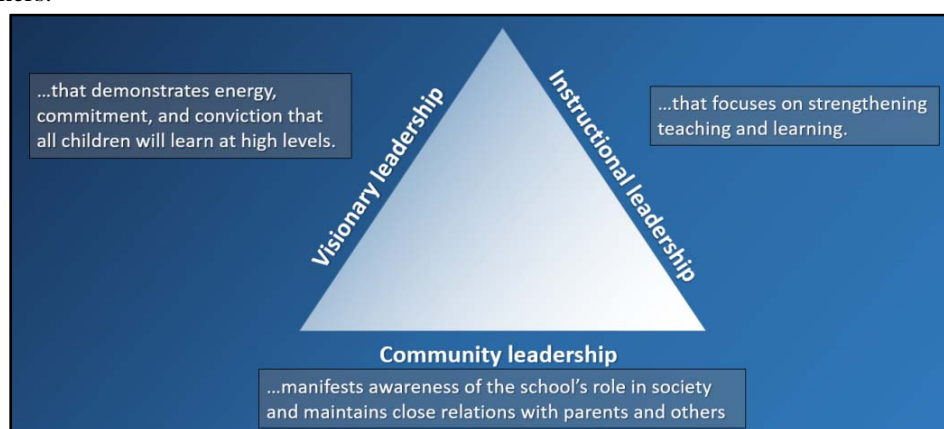 …that demonstrates energy,
commitment, and conviction that
all children will learn at high levels.
Visionary leadership
Instructional leadership
…that focuses on strengthening
teaching and learning.
Community leadership
…manifests awareness of the school’s role in society
and maintains close relations with parents and others